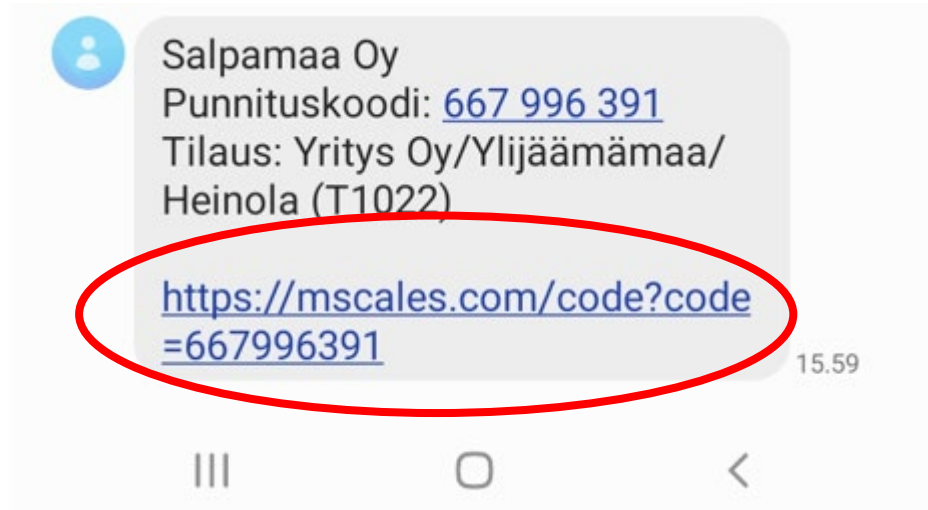 Salpamaa Oy
Punnituskoodi: 667 996 391
Tilaus: Yritys Oy/Ylijäämämaa/
Heinola (T1022)
https://mscales.com/code?code
=667996391
15.59